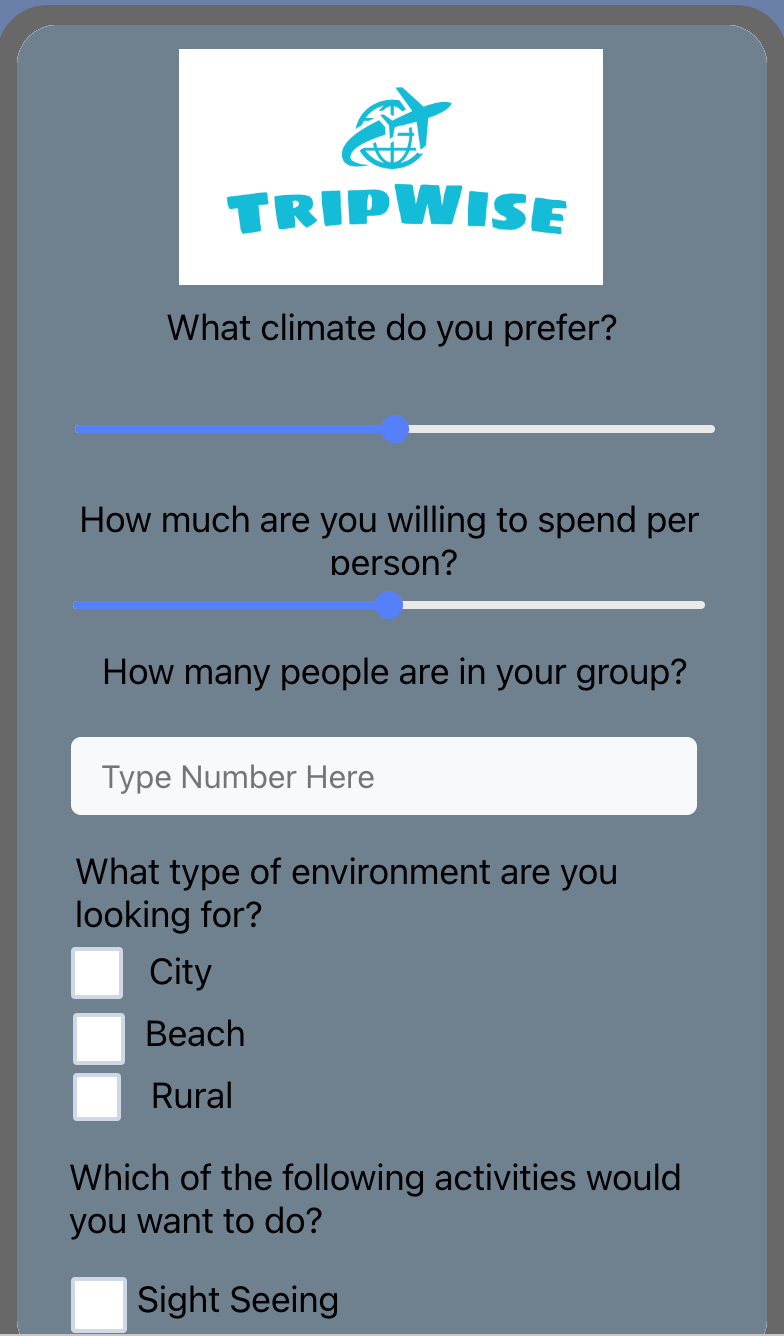 TRIPWISE
What climate do you prefer?
How much are you willing to spend per
person?
How many people are in your group?
Type Number Here
What type of environment are you
looking for?
City
Beach
Rural
Which of the following activities would
you want to do?
Sight Seeing